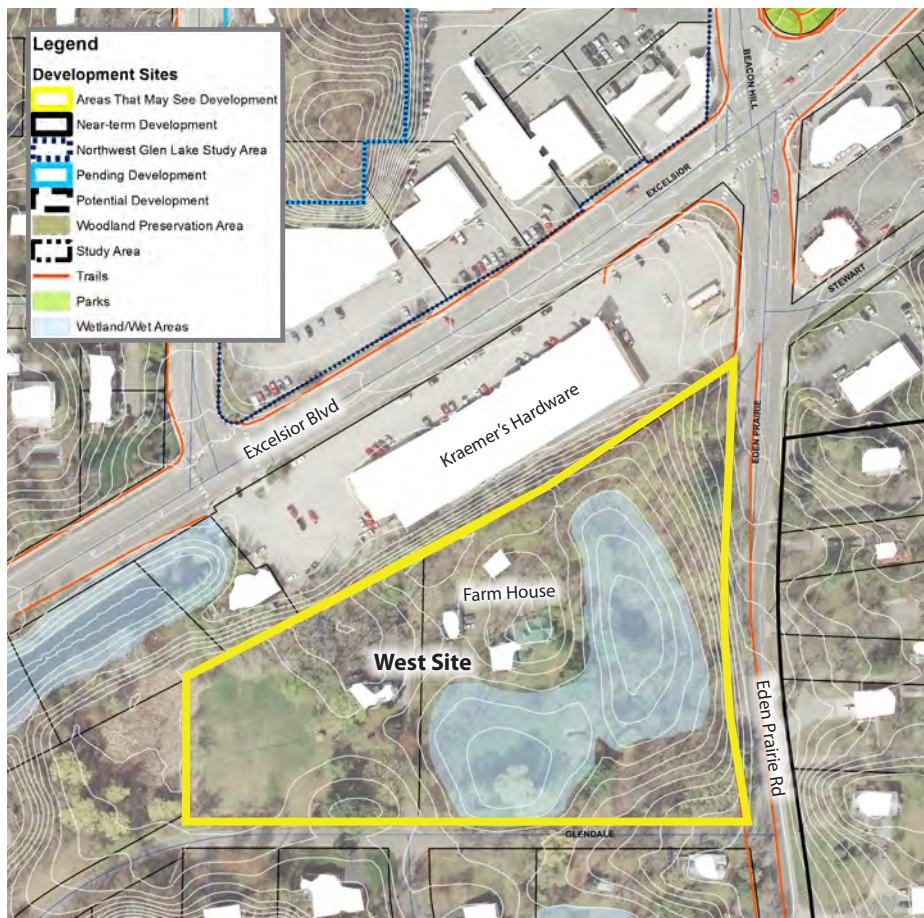 Legend
Development Sites
Areas That May See Development
Near-term Development
Northwest Glen Lake Study Area
Pending Development
Potential Development
Woodland Preservation Area
Study Area
Trails
Parks
Wetland/Wet Areas
BEACON HILL
EXCELSIOR
STEWART
Excelsior Blvd
Kraemer's Hardware
EDEN PRAIRIE
Farm House
West Site
Eden Prairie Rd
GLENDALE